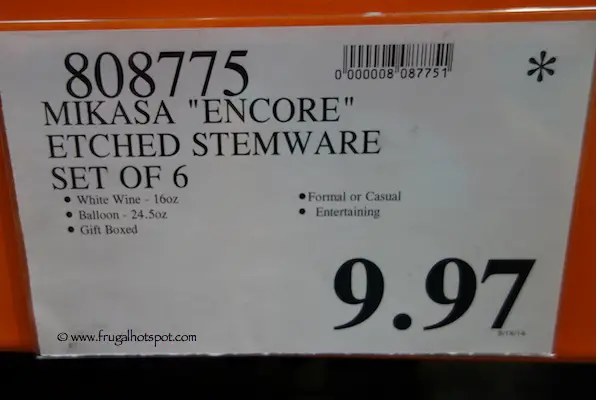 808775
0 000008 087751
*
MIKASA "ENCORE"
ETCHED STEMWARE
SET OF 6
• White Wine - 16oz
• Balloon - 24.5oz
• Gift Boxed
• Formal or Casual
• Entertaining
9.97
© www.frugalhotspot.com